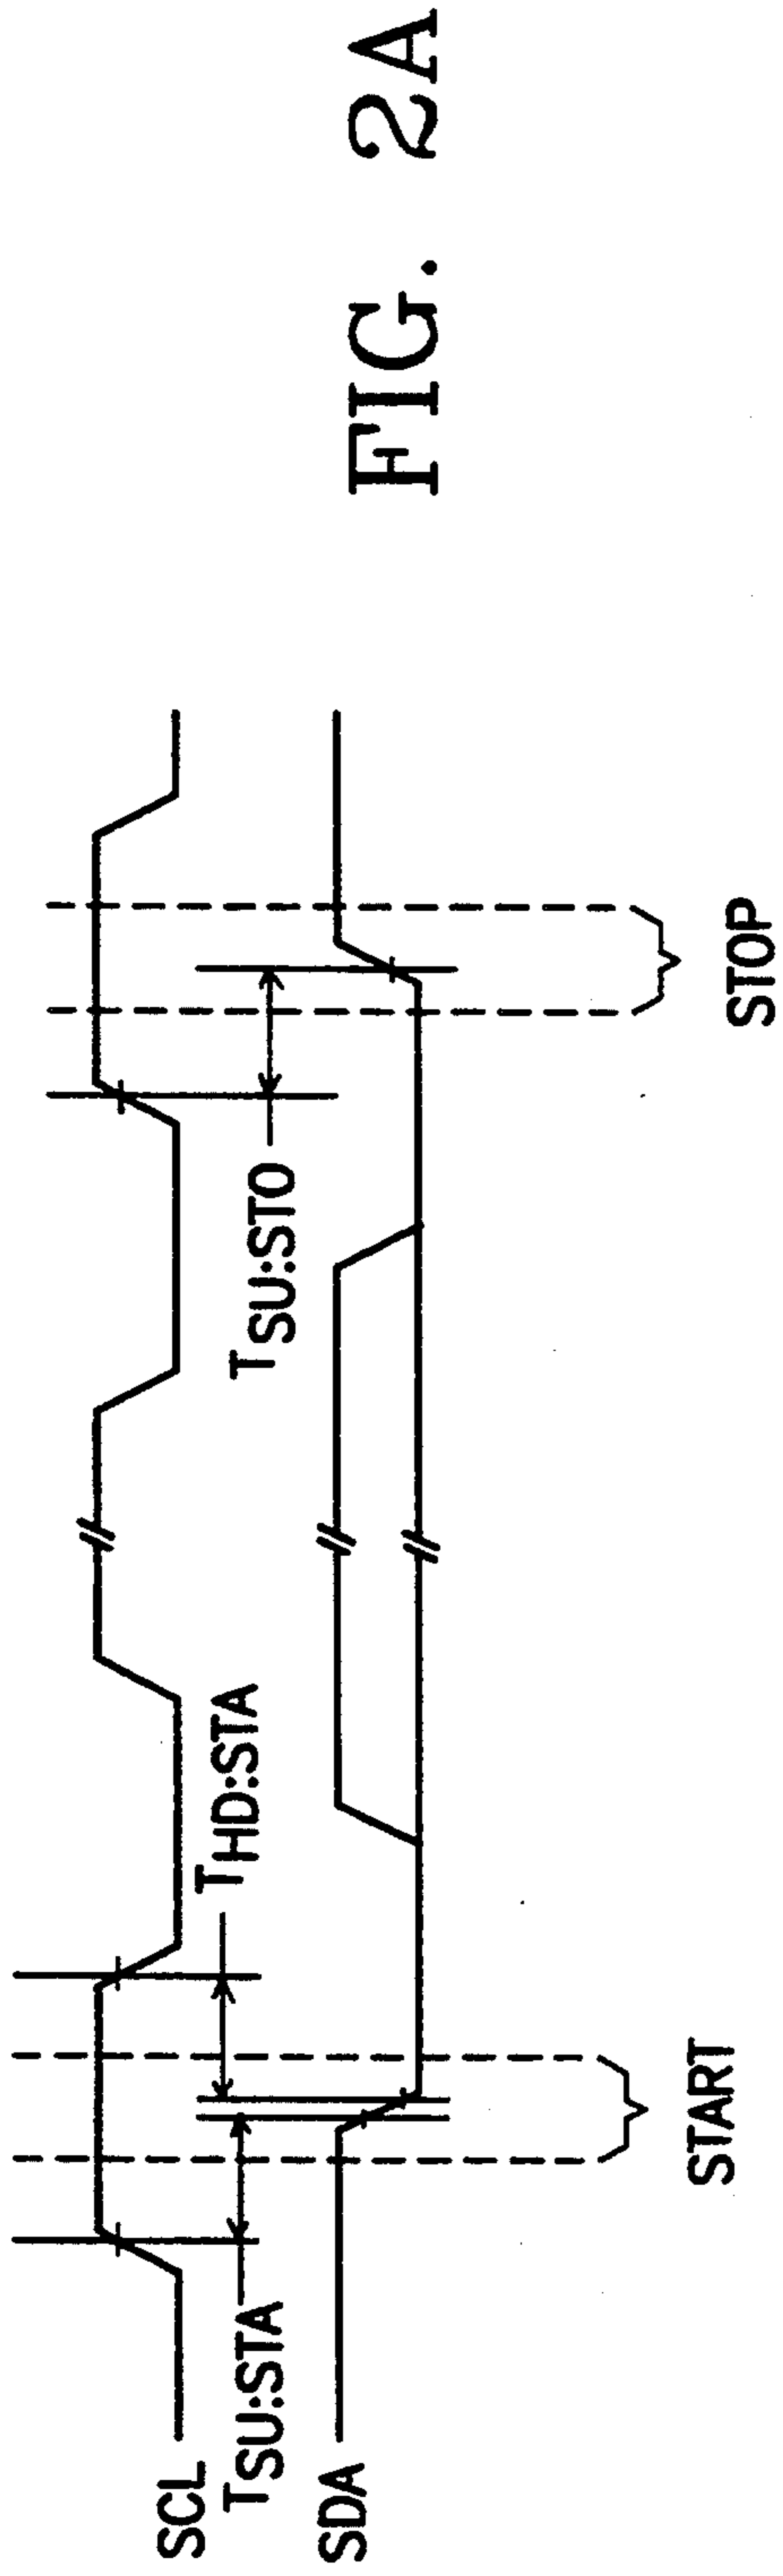 SCL
TSU:STA
THD:STA
TSU:STO
SDA
START
STOP
FIG. 2A